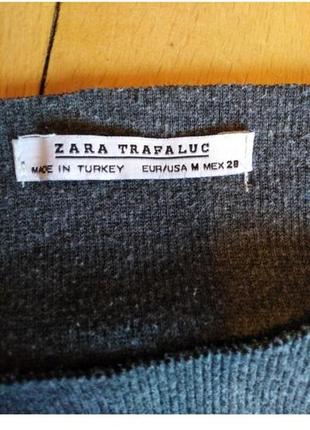 ZARA TRAFALUC
MADE IN TURKEY EUR/USA M MEX 28